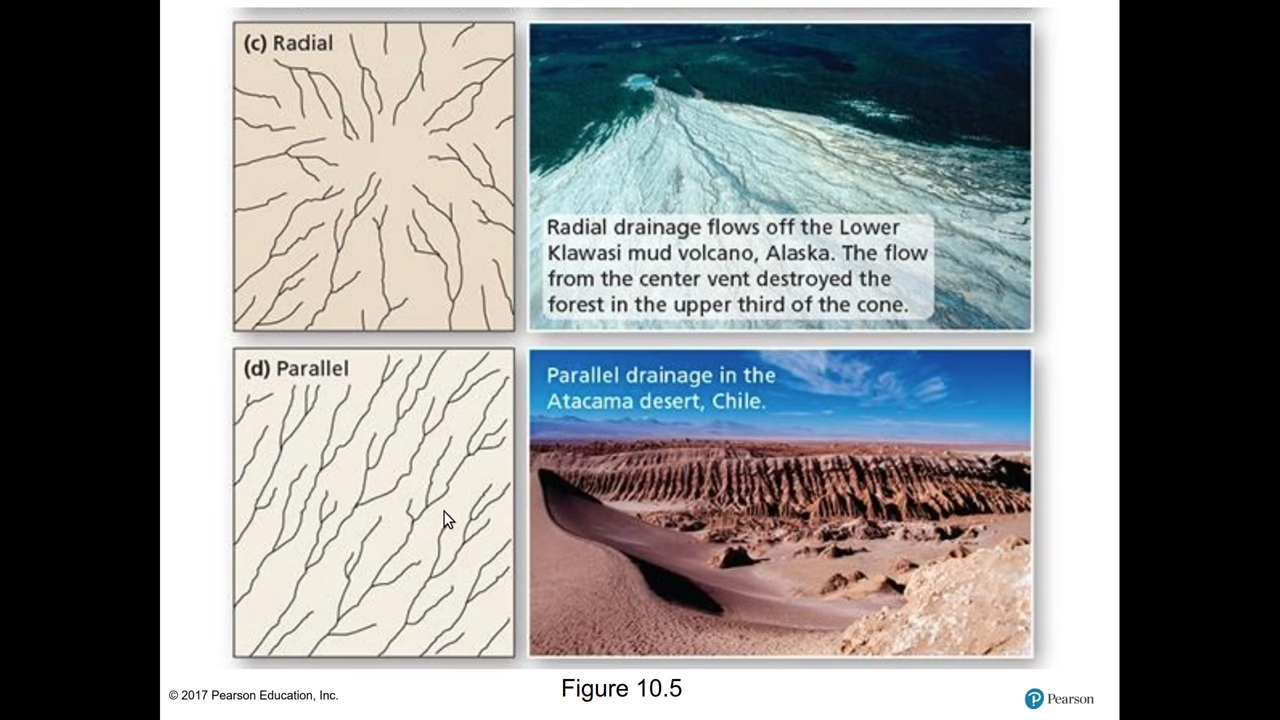 (c) Radial
Radial drainage flows off the Lower
Klawasi mud volcano, Alaska. The flow
from the center vent destroyed the
forest in the upper third of the cone.
(d) Parallel
Parallel drainage in the
Atacama desert, Chile.
Figure 10.5
© 2017 Pearson Education, Inc.
Pearson